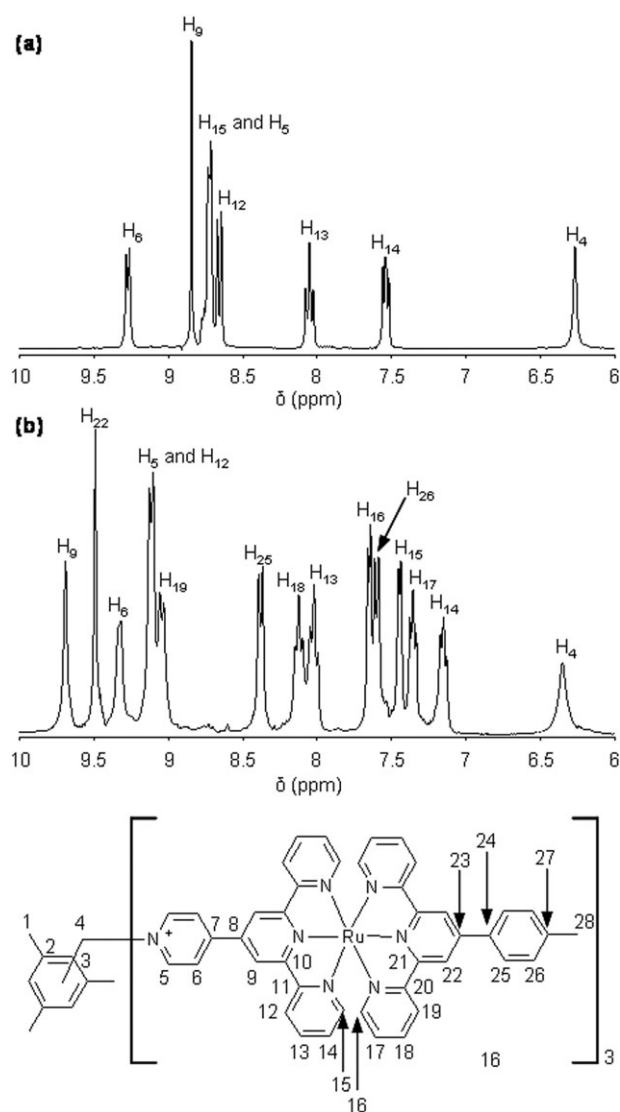 (a)
H9
H15 and H5
H12
H6
H13
H14
H4
10 9.5 9 8.5 8 7.5 7 6.5 6
δ (ppm)
(b)
H22
H5 and H12
H26
H16
H9
H25
H15
H19
H18 H13
H17
H6
H14
H4
10 9.5 9 8.5 8 7.5 7 6.5 6
δ (ppm)
24
23 27
N N
1 4
7 8
28
2 N + N Ru N
3
10 21
5 6 9 22 25 26
11 N N 20
12 19
13 14 17 18 16 3
15
16